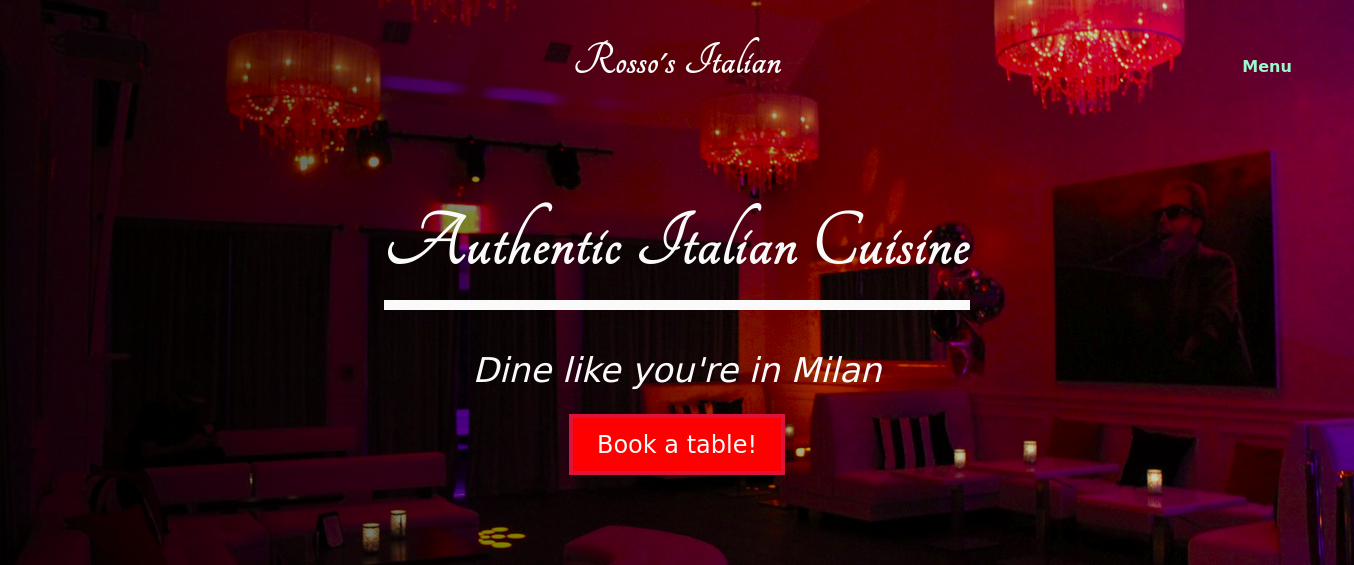 Rosso's Italian
Menu
Authentic Italian Cuisine
Dine like you're in Milan
Book a table!